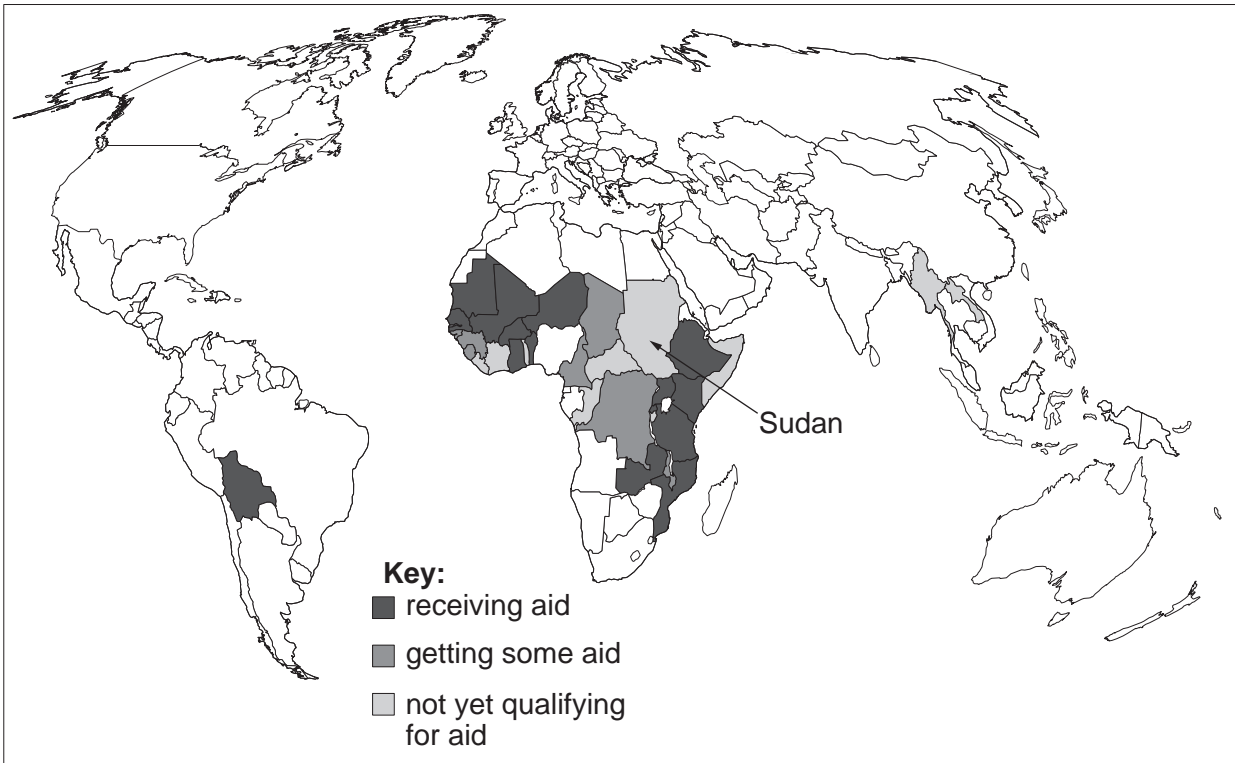 Sudan
Key:
receiving aid
getting some aid
not yet qualifying
for aid